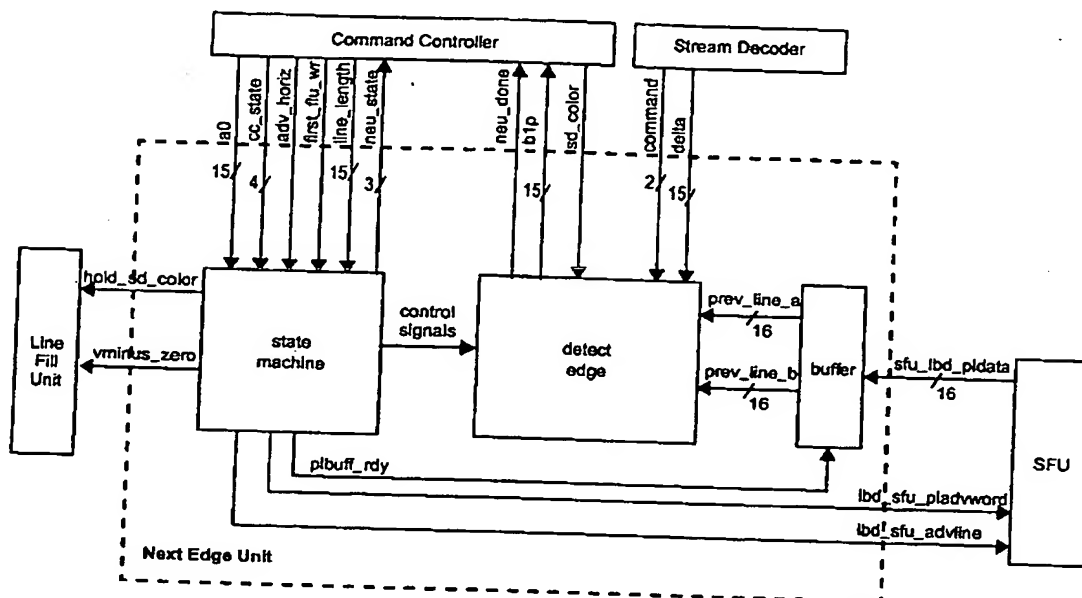 Command Controller
Stream Decoder
a0
cc_state
adv_horiz
first_flu_wr
line_length
neu_state
neu_done
b1p
sd_color
command
delta
15
4
15
3
15
2
15
hold_sd_color
vminus_zero
Line
Fill
Unit
state
machine
control
signals
detect
edge
prev_line_a
16
prev_line_b
16
buffer
sfu_lbd_pldata
16
SFU
plbuff_rdy
lbd_sfu_pladvword
lbd_sfu_advline
Next Edge Unit